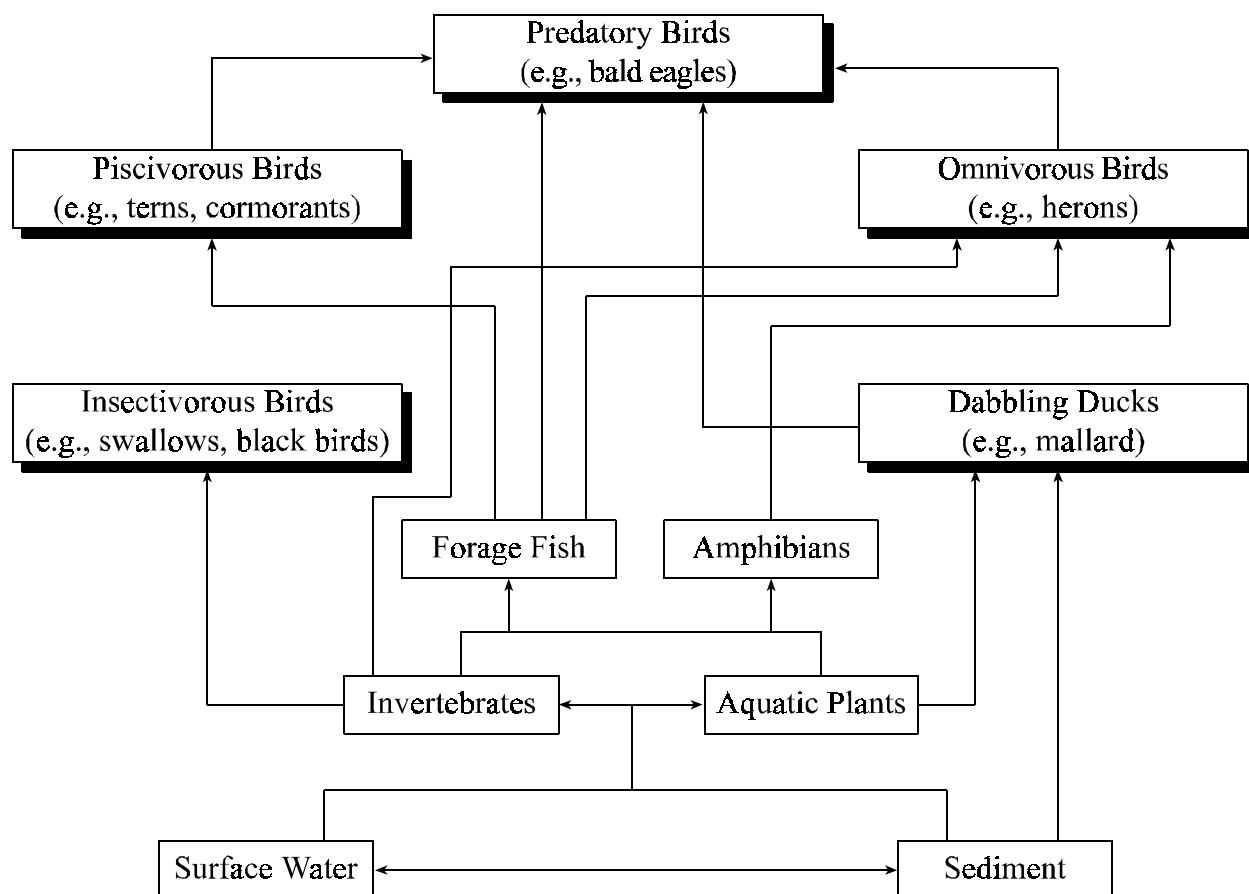 Predatory Birds
(e.g., bald eagles)
Piscivorous Birds
(e.g., terns, cormorants)
Omnivorous Birds
(e.g., herons)
Insectivorous Birds
(e.g., swallows, black birds)
Dabbling Ducks
(e.g., mallard)
Forage Fish
Amphibians
Invertebrates
Aquatic Plants
Surface Water
Sediment